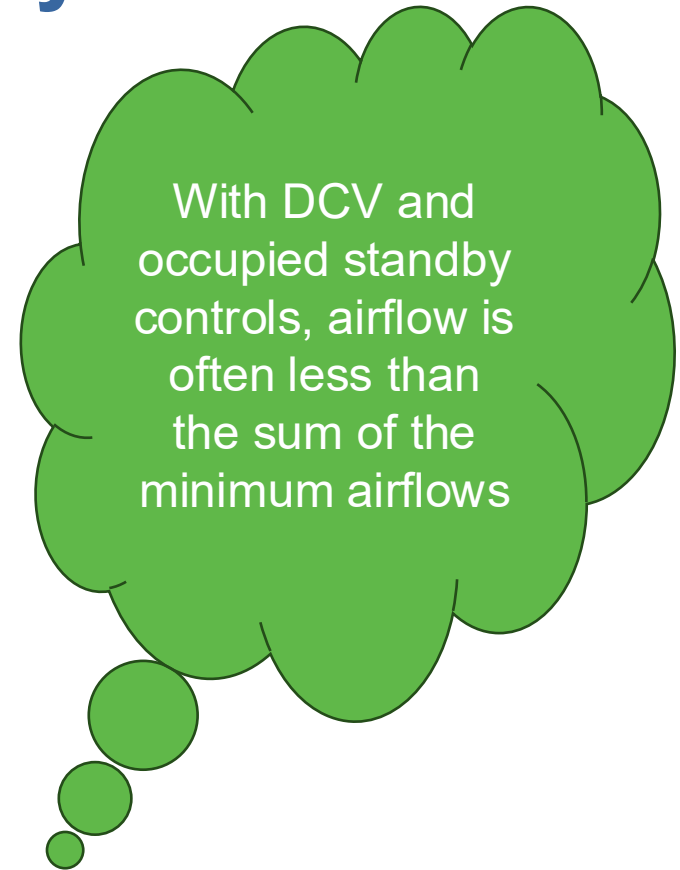 With DCV and
occupied standby
controls, airflow is
often less than
the sum of the
minimum airflows